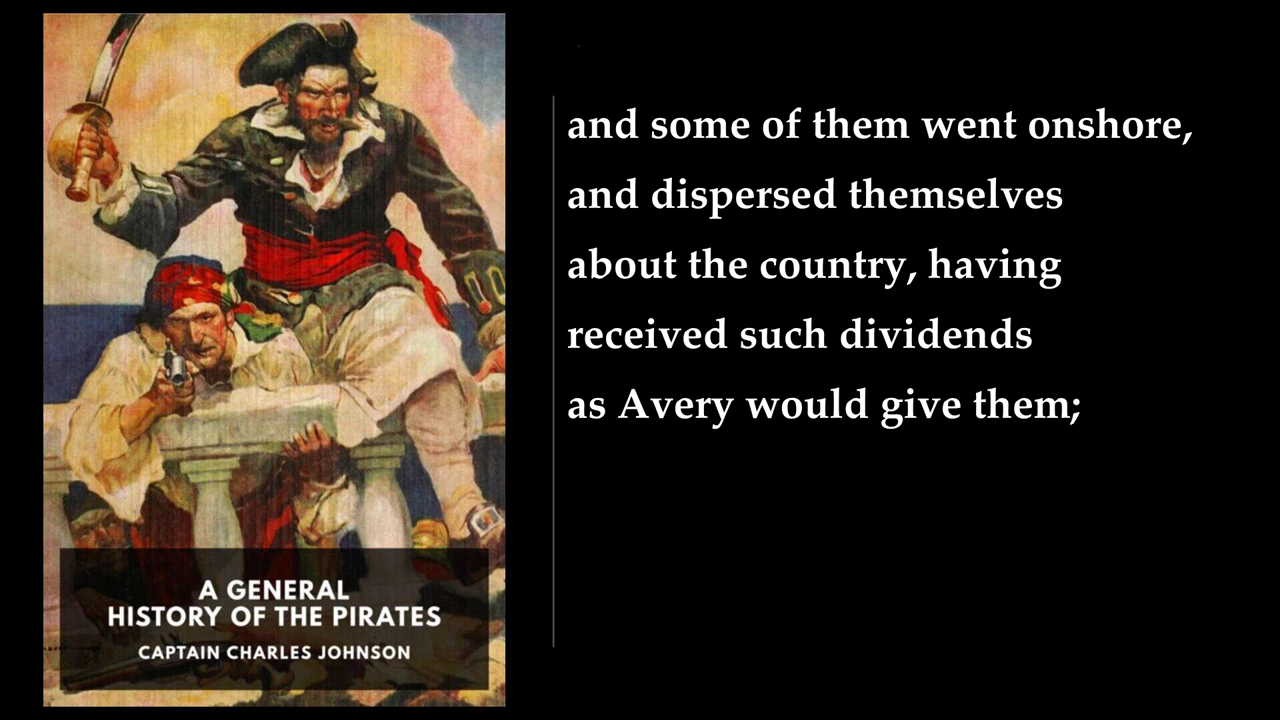 and some of them went onshore,
and dispersed themselves
about the country, having
received such dividends
as Avery would give them;
A GENERAL
HISTORY OF THE PIRATES
CAPTAIN CHARLES JOHNSON